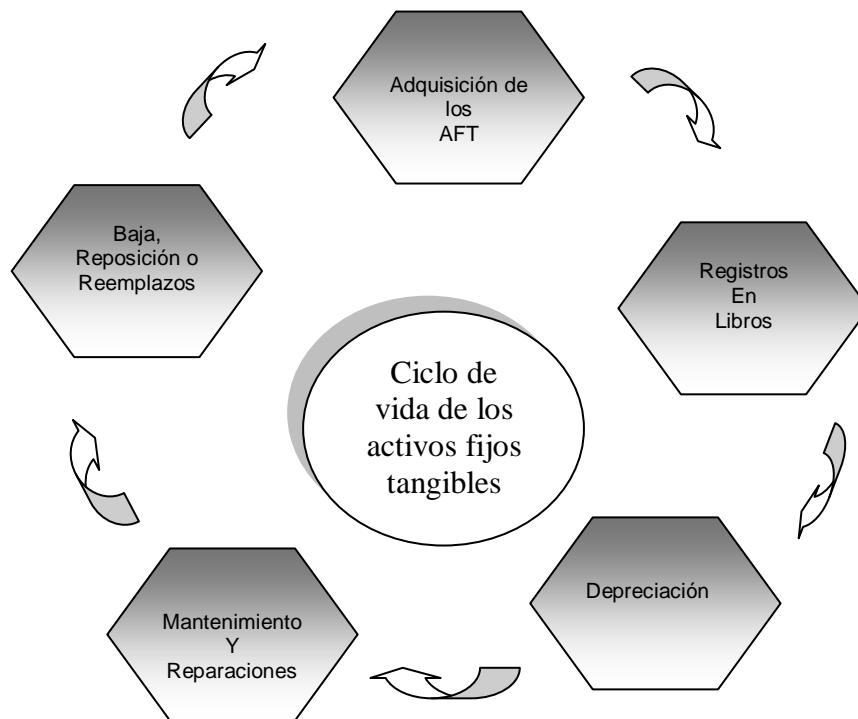 Adquisición de
los
AFT
Registros
En
Libros
Depreciación
Mantenimiento
Y
Reparaciones
Baja,
Reposición o
Reemplazos
Ciclo de
vida de los
activos fijos
tangibles